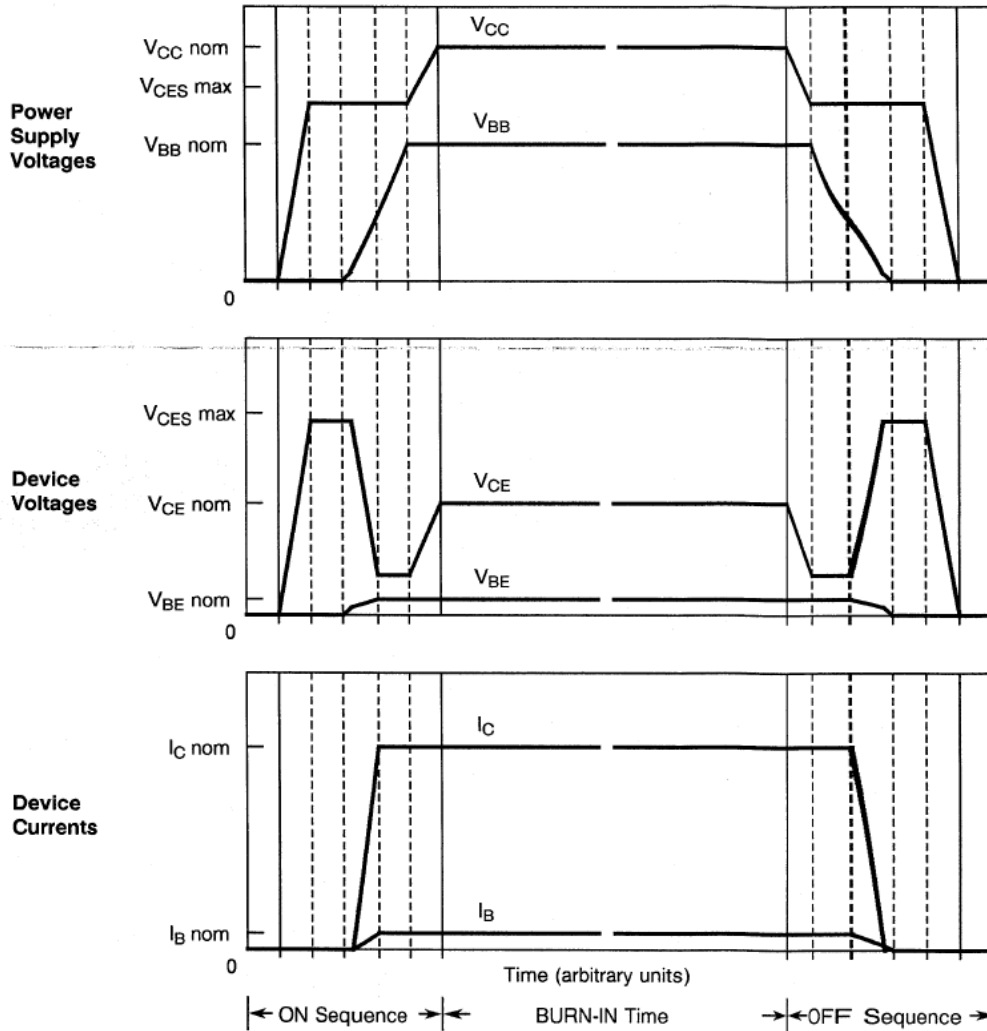 Power
Supply
Voltages
V_CC nom
V_CES max
V_BB nom
0
V_CC
V_BB
Device
Voltages
V_CES max
V_CE nom
V_BE nom
0
V_CE
V_BE
Device
Currents
I_C nom
I_B nom
0
I_C
I_B
Time (arbitrary units)
ON Sequence
BURN-IN Time
OFF Sequence